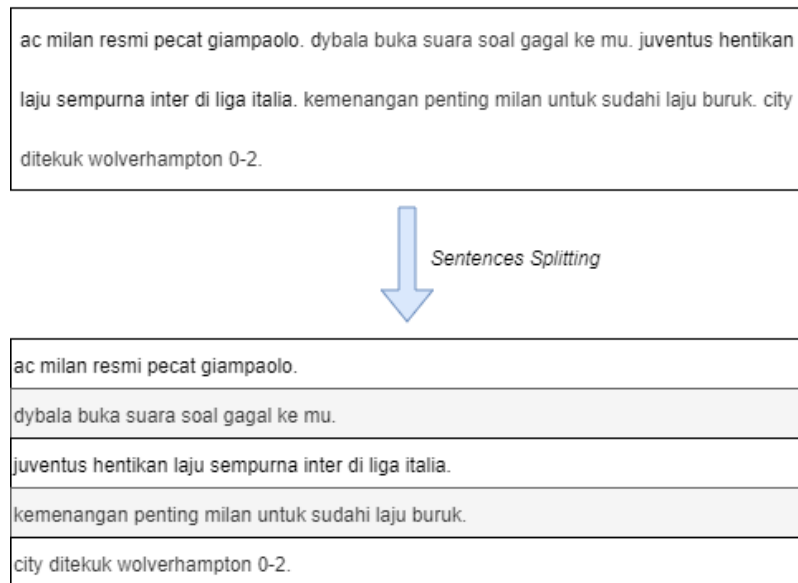 ac milan resmi pecat giampaolo. dybala buka suara soal gagal ke mu. juventus hentikan
laju sempurna inter di liga italia. kemenangan penting milan untuk sudahi laju buruk. city
ditekuk wolverhampton 0-2.
Sentences Splitting
ac milan resmi pecat giampaolo.
dybala buka suara soal gagal ke mu.
juventus hentikan laju sempurna inter di liga italia.
kemenangan penting milan untuk sudahi laju buruk.
city ditekuk wolverhampton 0-2.